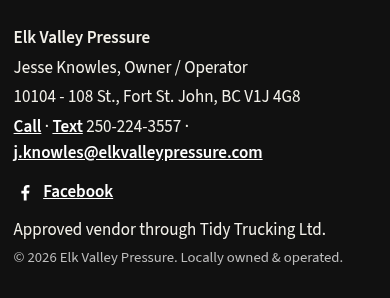 Elk Valley Pressure
Jesse Knowles, Owner / Operator
10104 - 108 St., Fort St. John, BC V1J 4G8
Call · Text 250-224-3557 ·
j.knowles@elkvalleypressure.com
Facebook
Approved vendor through Tidy Trucking Ltd.
© 2026 Elk Valley Pressure. Locally owned & operated.